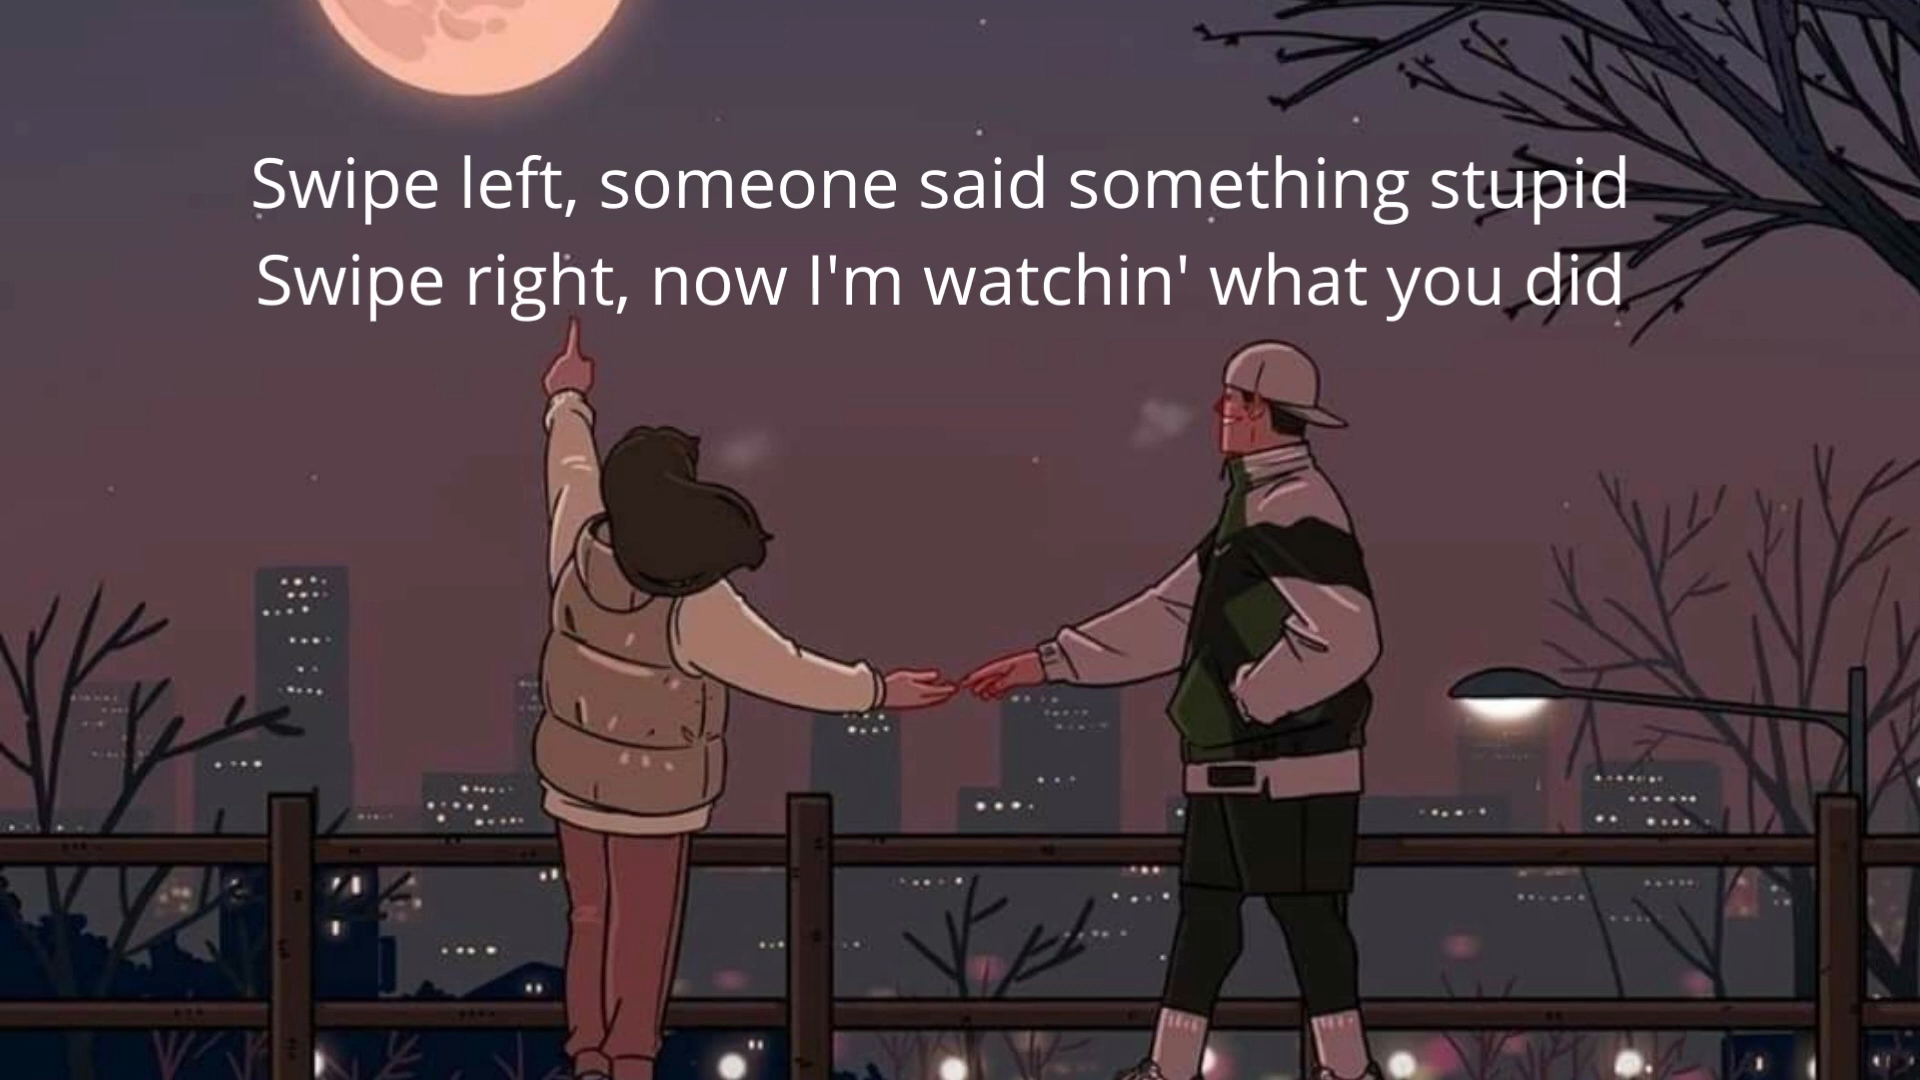 Swipe left, someone said something stupid
Swipe right, now I'm watchin' what you did